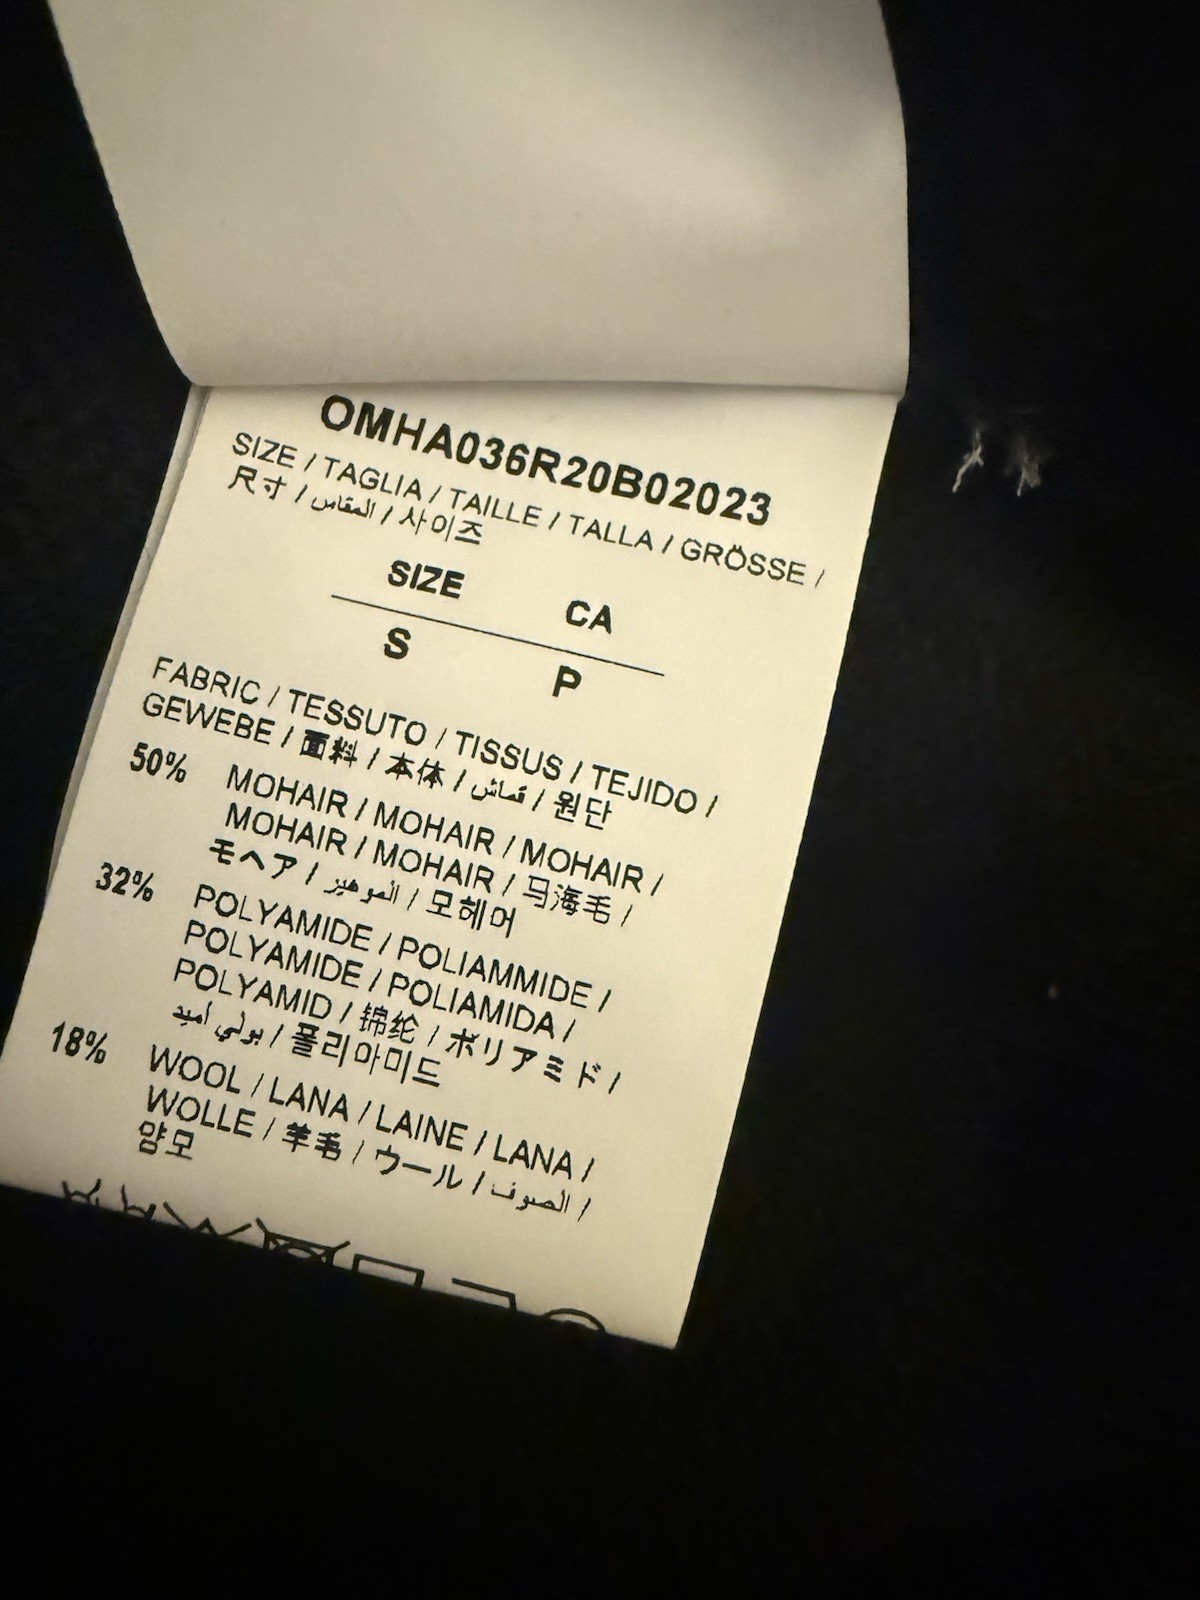 OMHA036R20B02023
SIZE / TAGLIA / TAILLE / TALLA / GRÖSSE /
尺寸 / المقاس / 사이즈
SIZE CA
S P
FABRIC / TESSUTO / TISSUS / TEJIDO /
GEWEBE / 面料 / 本体 / قماش / 원단
50% MOHAIR / MOHAIR / MOHAIR /
MOHAIR / MOHAIR / 马海毛 /
モヘア / الموهير / 모헤어
32% POLYAMIDE / POLIAMMIDE /
POLYAMIDE / POLIAMIDA /
POLYAMID / 锦纶 / ポリアミド /
بولي أميد / 폴리아미드
18% WOOL / LANA / LAINE / LANA /
WOLLE / 羊毛 / ウール / الصوف /
양모